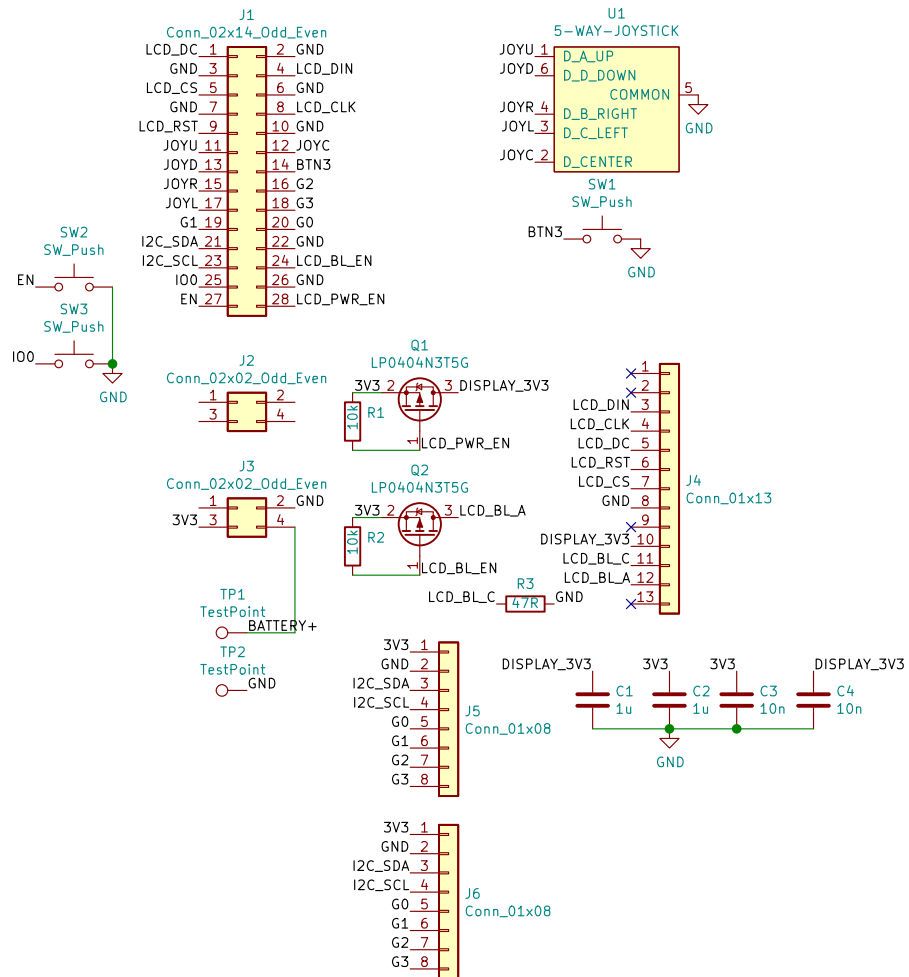 J1
Conn_02x14_Odd_Even
LCD_DC 1 2 GND
GND 3 4 LCD_DIN
LCD_CS 5 6 GND
GND 7 8 LCD_CLK
LCD_RST 9 10 GND
JOYU 11 12 JOYC
JOYD 13 14 BTN3
JOYR 15 16 G2
JOYL 17 18 G3
G1 19 20 G0
I2C_SDA 21 22 GND
I2C_SCL 23 24 LCD_BL_EN
IO0 25 26 GND
EN 27 28 LCD_PWR_EN
U1
5-WAY-JOYSTICK
JOYU 1 D_A_UP
JOYD 6 D_D_DOWN
COMMON 5
GND
JOYR 4 D_B_RIGHT
JOYL 3 D_C_LEFT
JOYC 2 D_CENTER
SW1
SW_Push
BTN3
GND
SW2
SW_Push
EN
SW3
SW_Push
IO0
GND
J2
Conn_02x02_Odd_Even
1 2
3 4
Q1
LP0404N3T5G
3V3 2 3 DISPLAY_3V3
10k R1
1 LCD_PWR_EN
J3
Conn_02x02_Odd_Even
1 2 GND
3V3 3 4
Q2
LP0404N3T5G
3V3 2 3 LCD_BL_A
10k R2
1 LCD_BL_EN
1
2
LCD_DIN 3
LCD_CLK 4
LCD_DC 5
LCD_RST 6
LCD_CS 7
GND 8
9
DISPLAY_3V3 10
LCD_BL_C 11
LCD_BL_A 12
13
J4
Conn_01x13
R3
LCD_BL_C 47R GND
TP1
TestPoint
BATTERY+
TP2
TestPoint
GND
3V3 1
GND 2
I2C_SDA 3
I2C_SCL 4
G0 5
G1 6
G2 7
G3 8
J5
Conn_01x08
DISPLAY_3V3 3V3 3V3 DISPLAY_3V3
C1 C2 C3 C4
1u 1u 10n 10n
GND
3V3 1
GND 2
I2C_SDA 3
I2C_SCL 4
G0 5
G1 6
G2 7
G3 8
J6
Conn_01x08